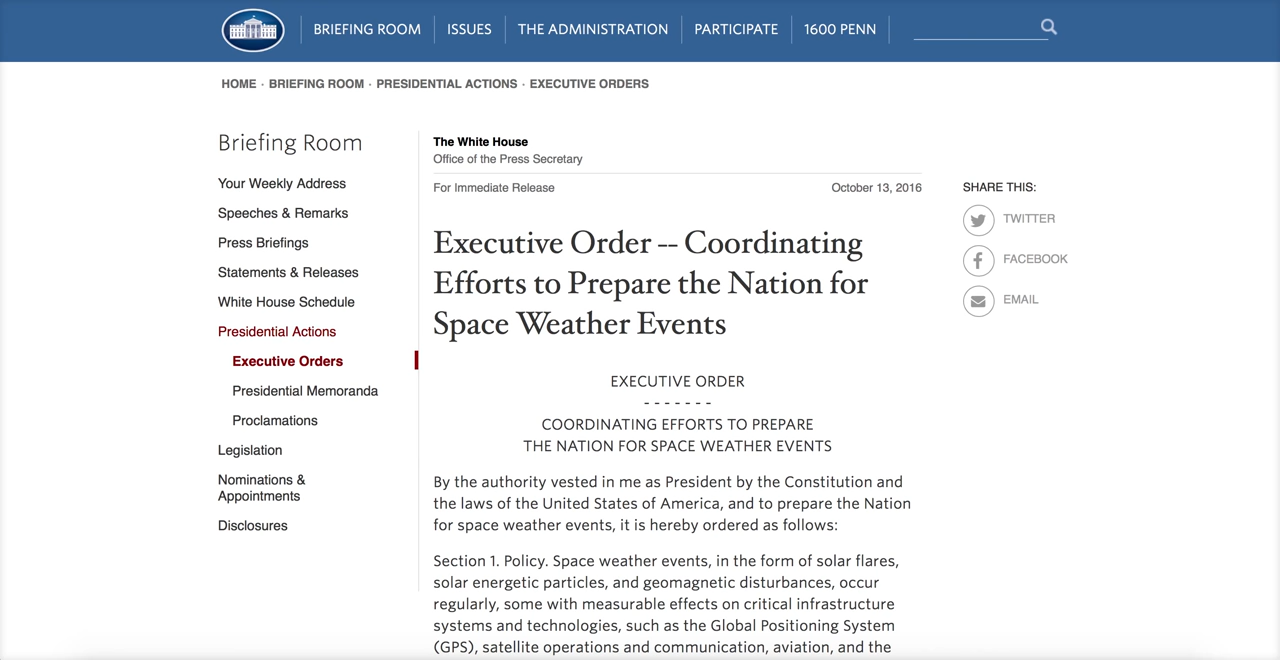 BRIEFING ROOM
ISSUES
THE ADMINISTRATION
PARTICIPATE
1600 PENN
HOME · BRIEFING ROOM · PRESIDENTIAL ACTIONS · EXECUTIVE ORDERS
Briefing Room
Your Weekly Address
Speeches & Remarks
Press Briefings
Statements & Releases
White House Schedule
Presidential Actions
Executive Orders
Presidential Memoranda
Proclamations
Legislation
Nominations &
Appointments
Disclosures
The White House
Office of the Press Secretary
For Immediate Release
October 13, 2016
Executive Order -- Coordinating
Efforts to Prepare the Nation for
Space Weather Events
EXECUTIVE ORDER
- - - - - - -
COORDINATING EFFORTS TO PREPARE
THE NATION FOR SPACE WEATHER EVENTS
By the authority vested in me as President by the Constitution and
the laws of the United States of America, and to prepare the Nation
for space weather events, it is hereby ordered as follows:
Section 1. Policy. Space weather events, in the form of solar flares,
solar energetic particles, and geomagnetic disturbances, occur
regularly, some with measurable effects on critical infrastructure
systems and technologies, such as the Global Positioning System
(GPS), satellite operations and communication, aviation, and the
SHARE THIS:
TWITTER
FACEBOOK
EMAIL